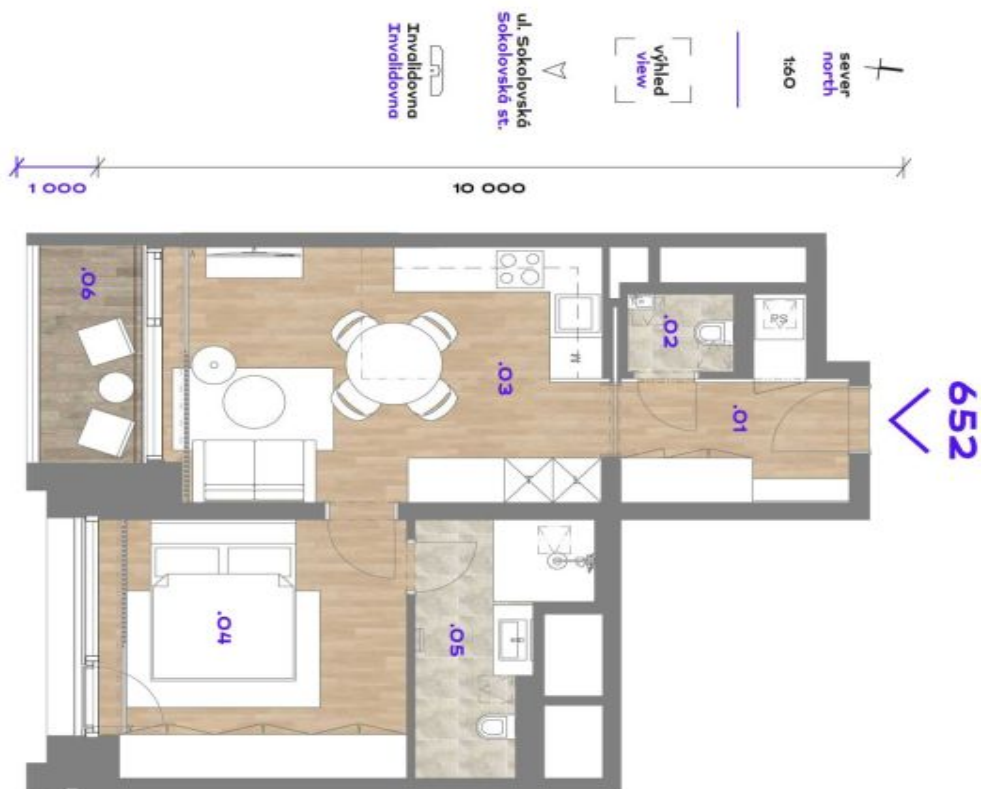 sever
north
1:60
výhled
view
ul. Sokolovská
Sokolovská st.
Invalidovna
Invalidovna
1 000
10 000
652
.01
.02
.03
.04
.05
.06